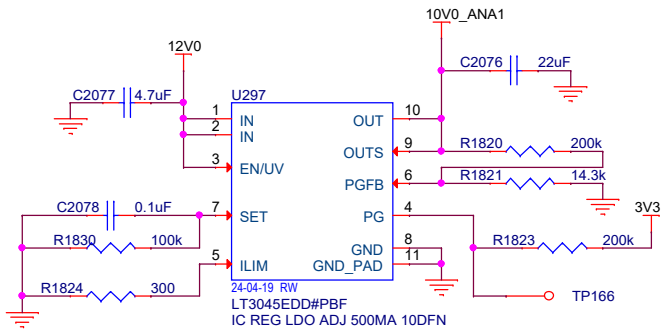 10V0_ANA1
12V0
C2076 22uF
C2077 4.7uF
U297
1 IN OUT 10
2 IN
OUTS 9 R1820 200k
3 EN/UV
PGFB 6 R1821 14.3k
C2078 0.1uF 7 SET PG 4
3V3
R1830 100k
R1823 200k
GND 8
5 ILIM GND_PAD 11
R1824 300
24-04-19 RW
TP166
LT3045EDD#PBF
IC REG LDO ADJ 500MA 10DFN